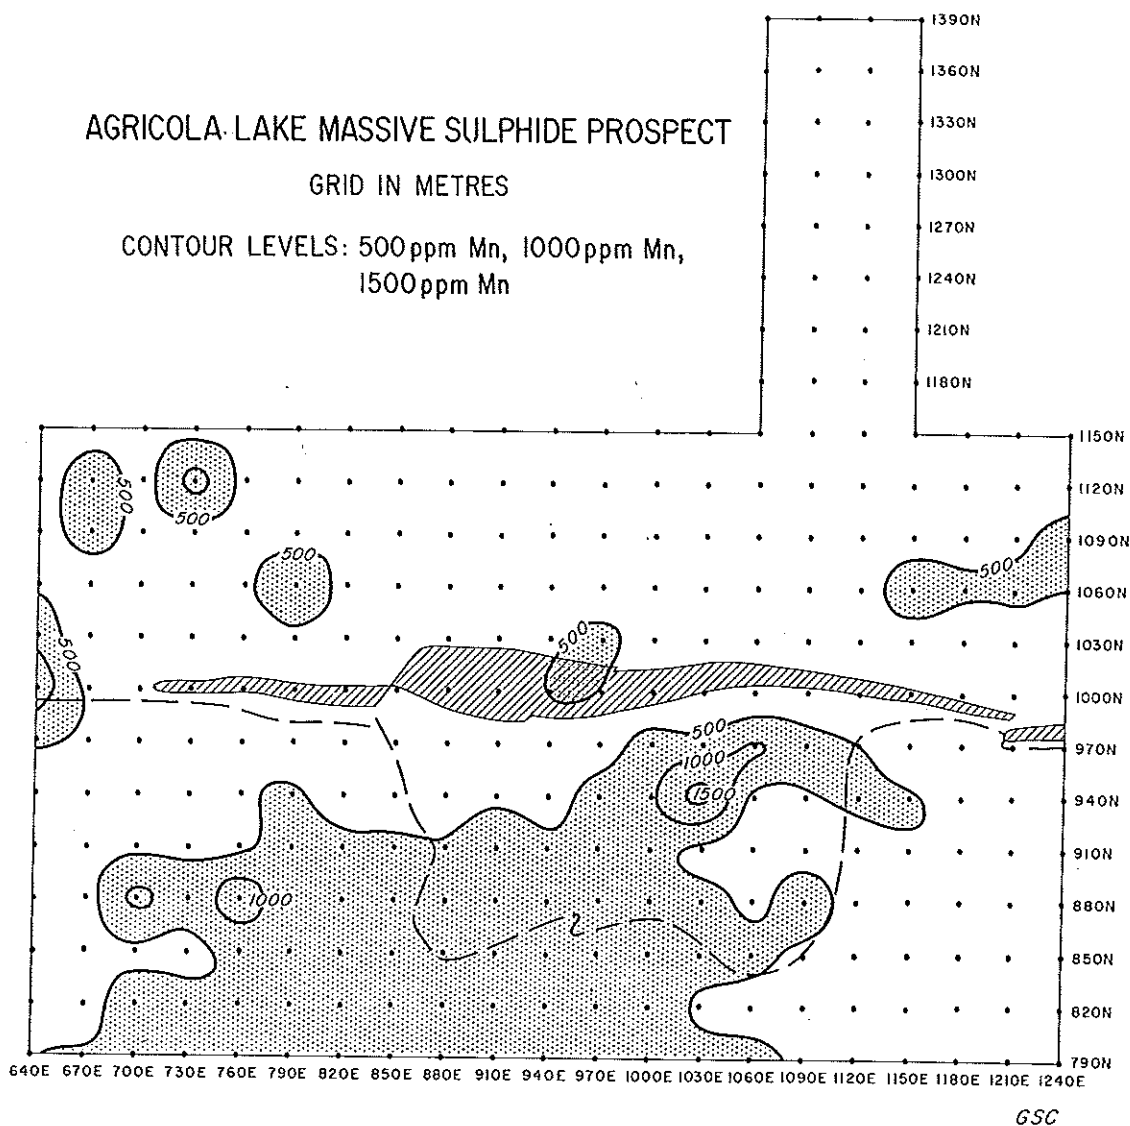 1390N
1360N
AGRICOLA LAKE MASSIVE SULPHIDE PROSPECT
1330N
GRID IN METRES
1300N
CONTOUR LEVELS: 500ppm Mn, 1000ppm Mn,
1500ppm Mn
1270N
1240N
1210N
1180N
1150N
500
500
1120N
1090N
500
500
1060N
500
500
1030N
1000N
500
970N
1000
1500
940N
910N
1000
880N
850N
820N
790N
640E 670E 700E 730E 760E 790E 820E 850E 880E 910E 940E 970E 1000E 1030E 1060E 1090E 1120E 1150E 1180E 1210E 1240E
GSC